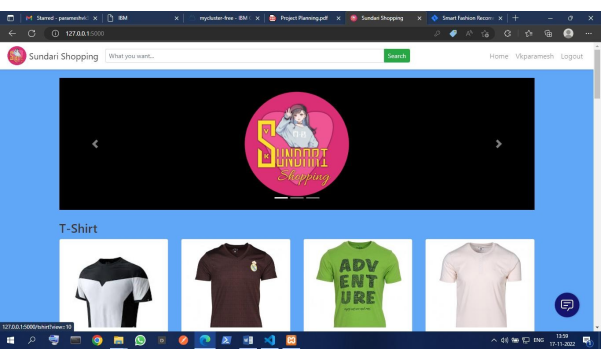 Starred - parameshvk
IBM
mycluster-free - IBM
Project Planning.pdf
Sundari Shopping
Smart Fashion Recom
127.0.0.1:5000
Sundari Shopping
What you want...
Search
Home Vkparamesh Logout
SUNDARI
Shopping
T-Shirt
ADV
ENT
URE
127.0.0.1:5000/tshirt?view=10
ENG
13:59
17-11-2022